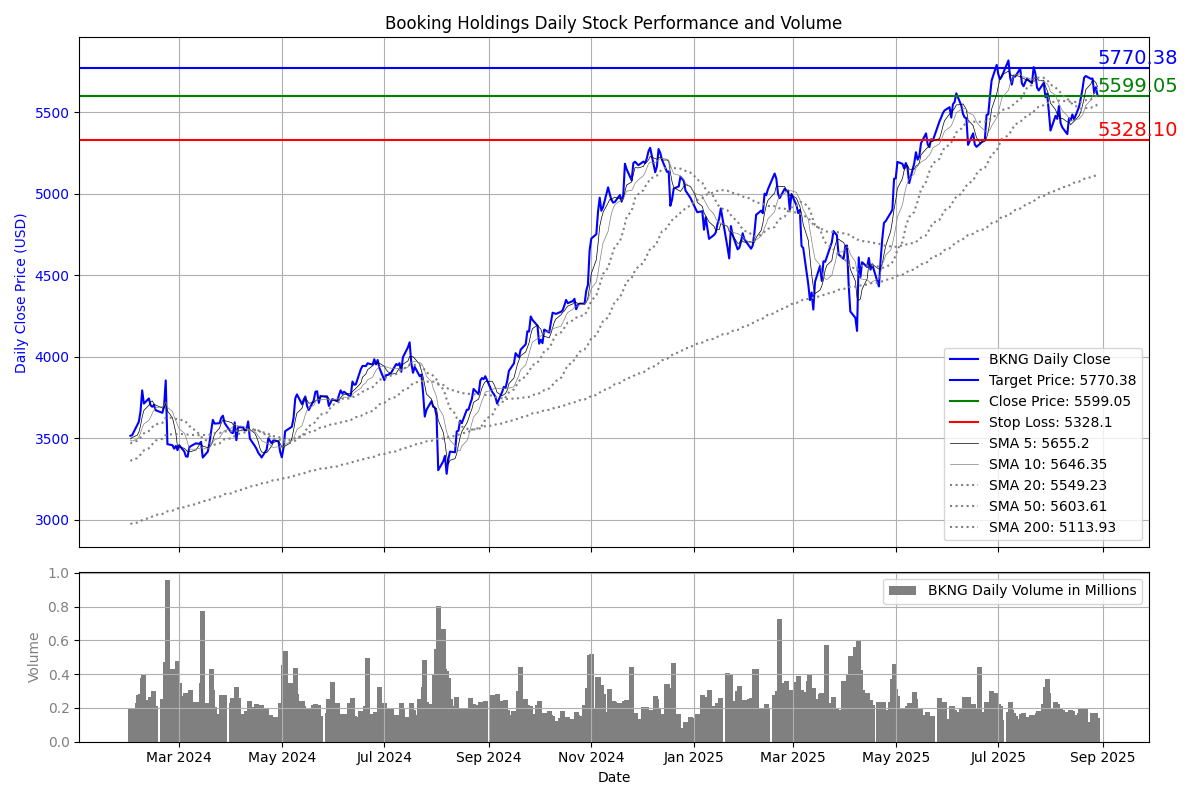 Booking Holdings Daily Stock Performance and Volume
5770.38
5599.05
5328.10
5500
5000
4500
4000
3500
3000
Daily Close Price (USD)
BKNG Daily Close
Target Price: 5770.38
Close Price: 5599.05
Stop Loss: 5328.1
SMA 5: 5655.2
SMA 10: 5646.35
SMA 20: 5549.23
SMA 50: 5603.61
SMA 200: 5113.93
1.0
0.8
0.6
0.4
0.2
0.0
Volume
BKNG Daily Volume in Millions
Mar 2024 May 2024 Jul 2024 Sep 2024 Nov 2024 Jan 2025 Mar 2025 May 2025 Jul 2025 Sep 2025
Date